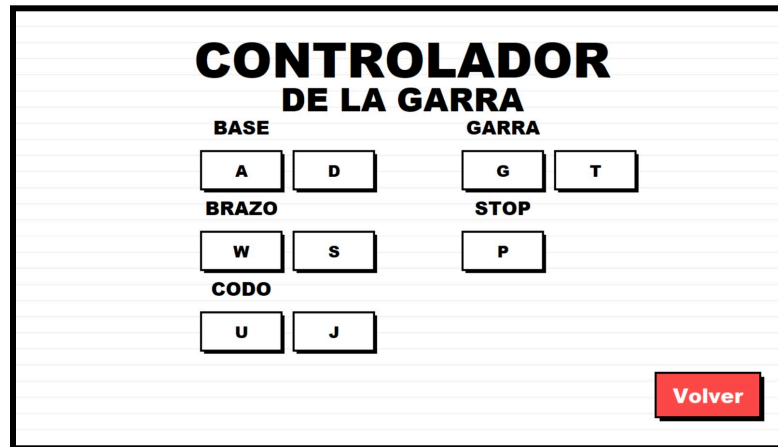 CONTROLADOR
DE LA GARRA
BASE
A D
BRAZO
W S
CODO
U J
GARRA
G T
STOP
P
Volver